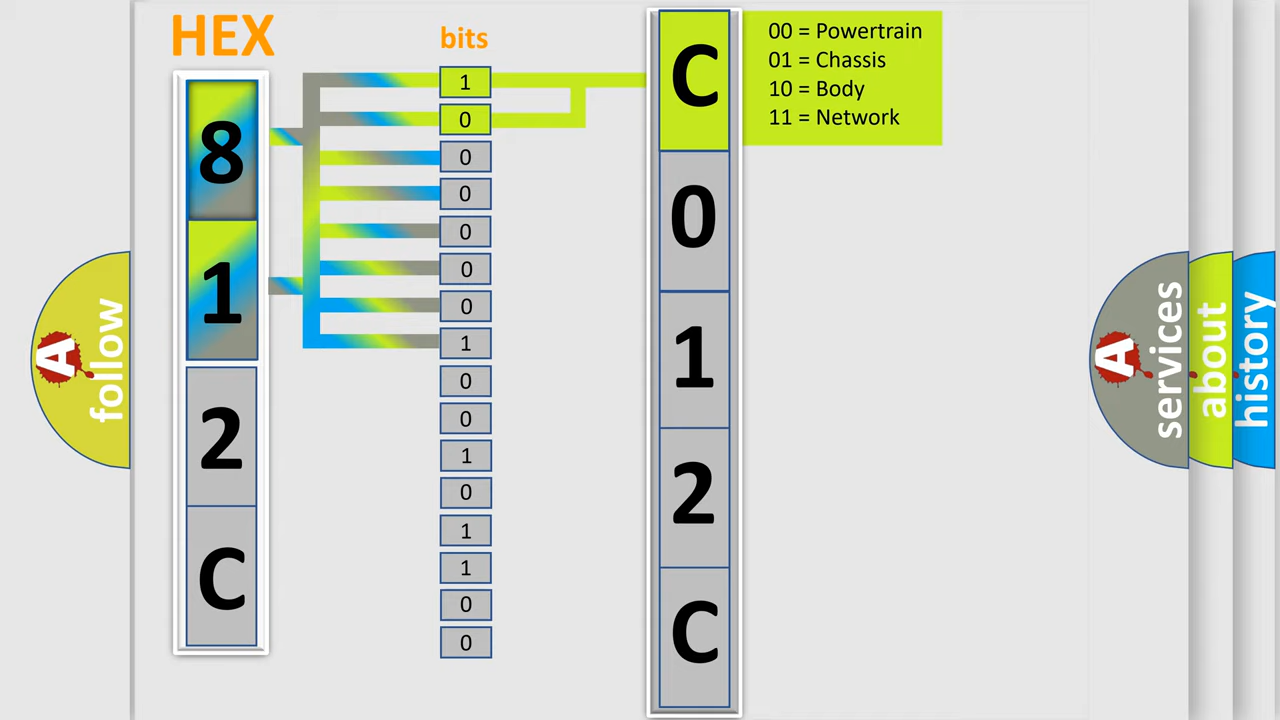 HEX
8
1
2
C
bits
1
0
0
0
0
0
0
1
0
0
1
0
1
1
0
0
C
0
1
2
C
00 = Powertrain
01 = Chassis
10 = Body
11 = Network
A follow
A services
about
history